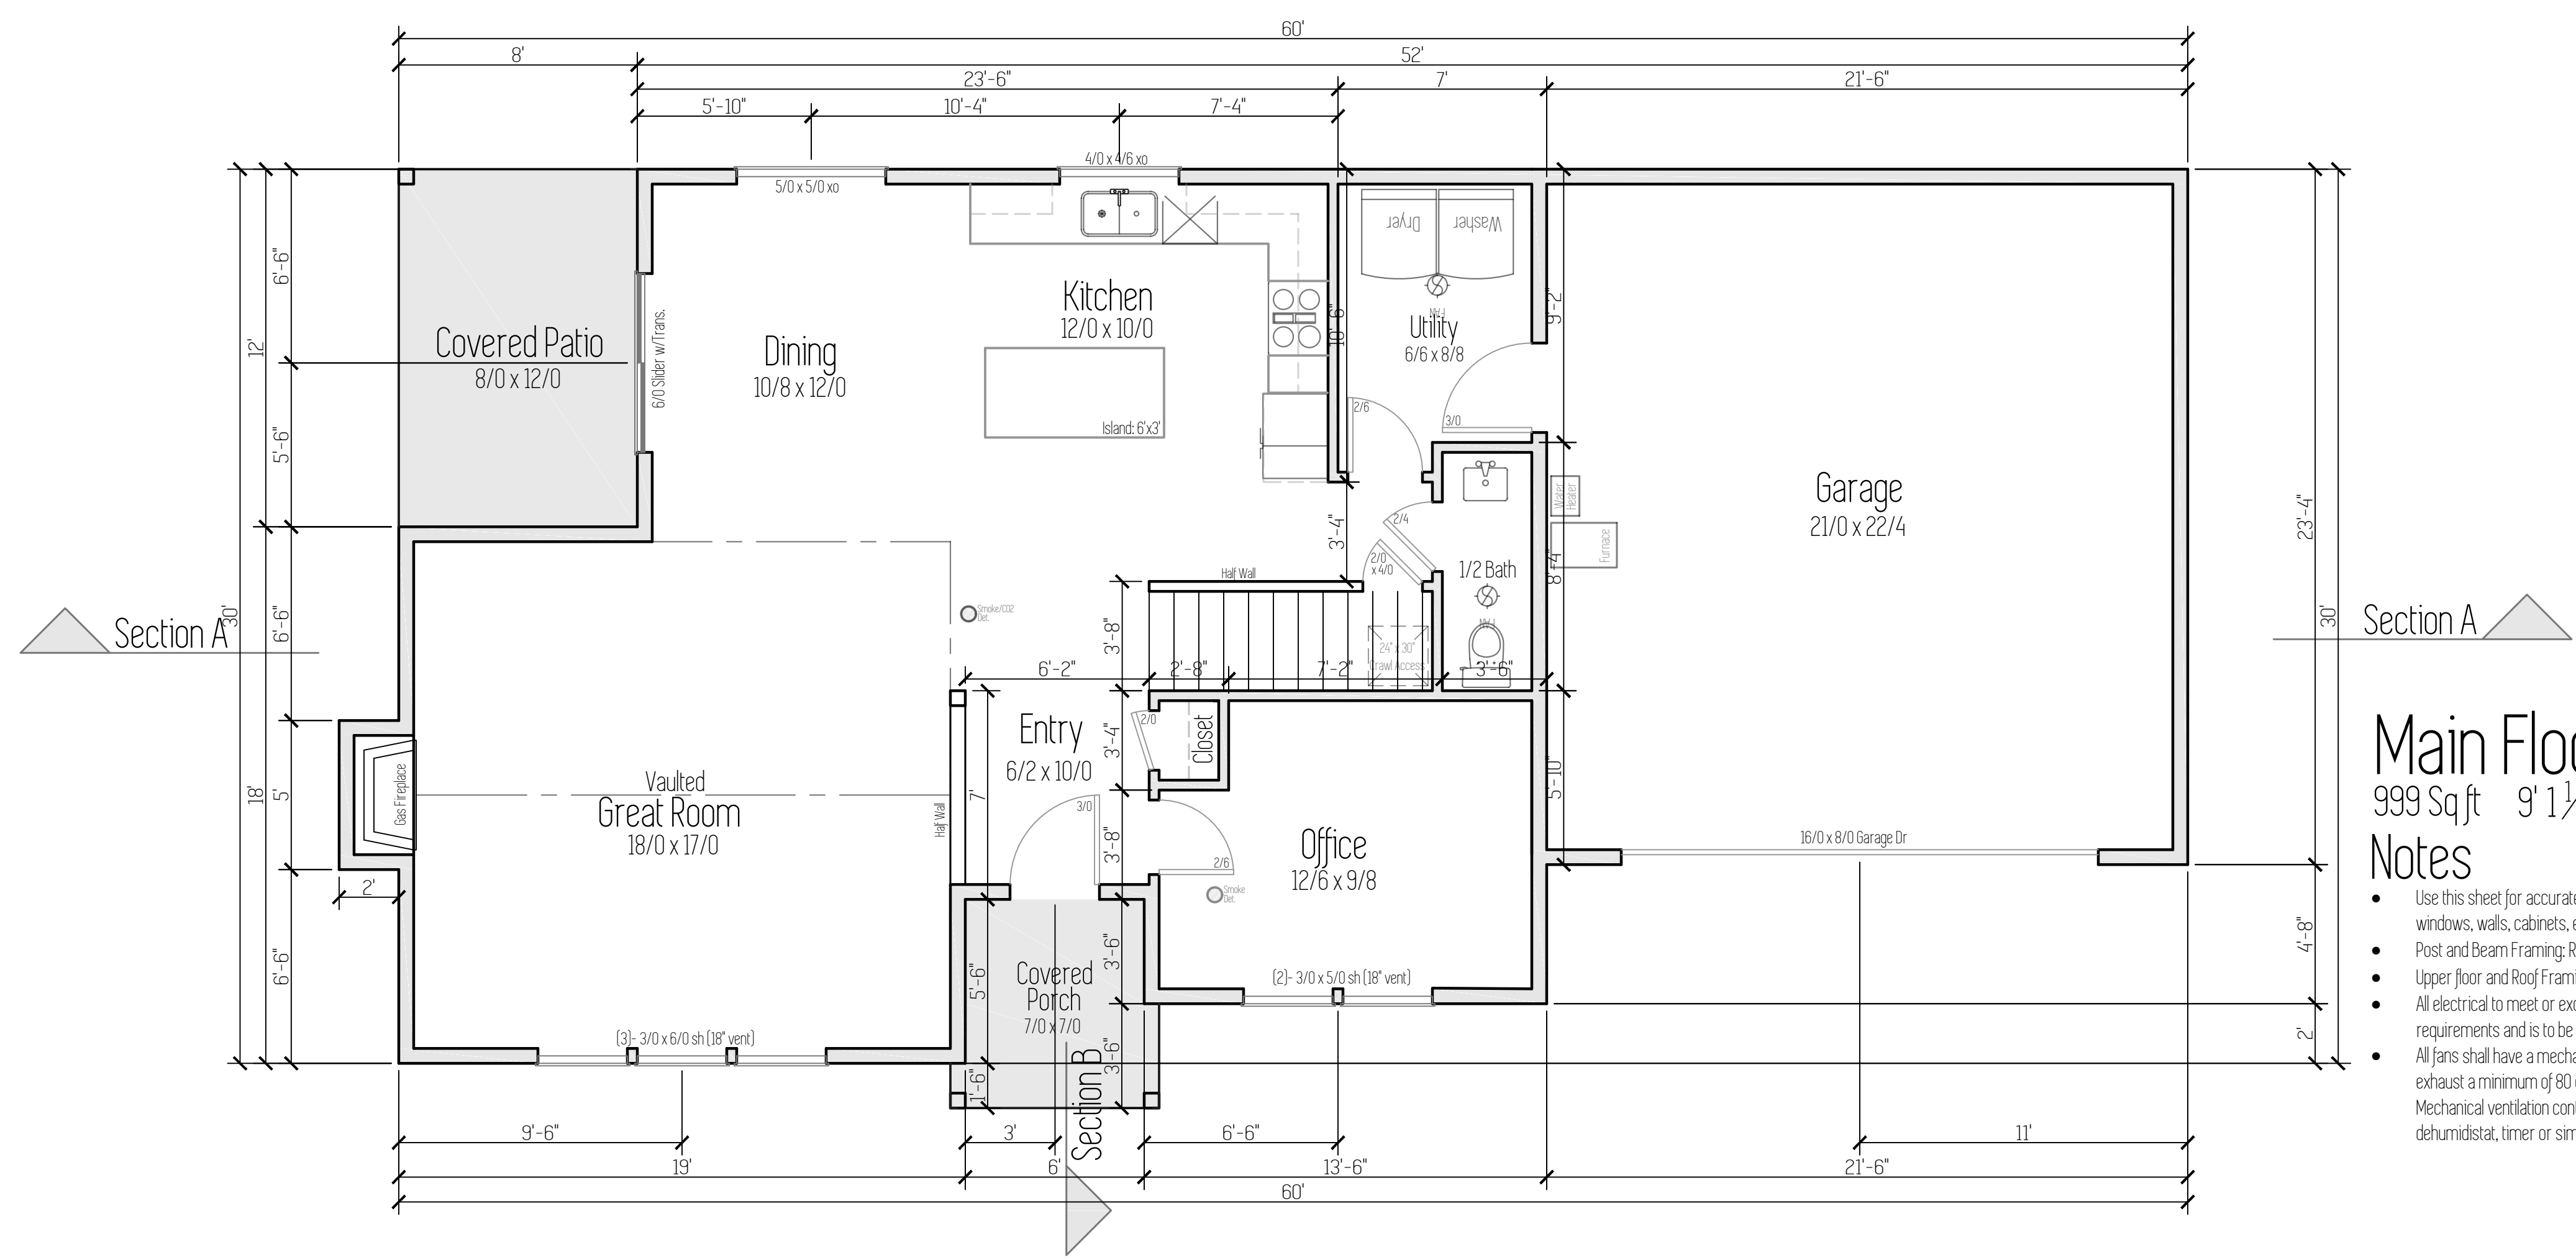 60'
8'
52'
23'-6"
7'
21'-6"
5'-10"
10'-4"
7'-4"
4/0 x 4/6 xo
5/0 x 5/0 xo
Dryer
Washer
FAN
Utility
6/6 x 8/8
Kitchen
12/0 x 10/0
Dining
10/8 x 12/0
Covered Patio
8/0 x 12/0
6/0 Slider w/Trans.
Island: 6'x3'
2/6
3/0
10'-6"
9'-2"
6'-6"
12'
5'-6"
30'
6'-6"
18'
5'
6'-6"
2'
Garage
21/0 x 22/4
Water
Heater
Furnace
2/4
2/0
x 4/0
1/2 Bath
FAN
3'-4"
8'-4"
Half Wall
Smoke/CO2
Det.
24" x 30"
Crawl Access
3'-8"
6'-2"
2'-8"
7'-2"
3'-6"
Section A
Section A
23'-4"
30'
4'-8"
2'
Entry
6/2 x 10/0
2/0
Closet
3'-4"
7'
3/0
3'-8"
5'-10"
Vaulted
Great Room
18/0 x 17/0
Gas Fireplace
Half Wall
Office
12/6 x 9/8
2/6
Smoke
Det.
16/0 x 8/0 Garage Dr
Covered
Porch
7/0 x 7/0
5'-6"
3'-6"
3'-6"
1'-6"
(2)- 3/0 x 5/0 sh (18" vent)
(3)- 3/0 x 6/0 sh (18" vent)
Section B
9'-6"
3'
6'-6"
11'
19'
6'
13'-6"
21'-6"
60'
Main Floo
999 Sq ft 9' 1
Notes
• Use this sheet for accurate
windows, walls, cabinets, e
• Post and Beam Framing: R
• Upper floor and Roof Frami
• All electrical to meet or exc
requirements and is to be
• All fans shall have a mecha
exhaust a minimum of 80
Mechanical ventilation cont
dehumidistat, timer or sim